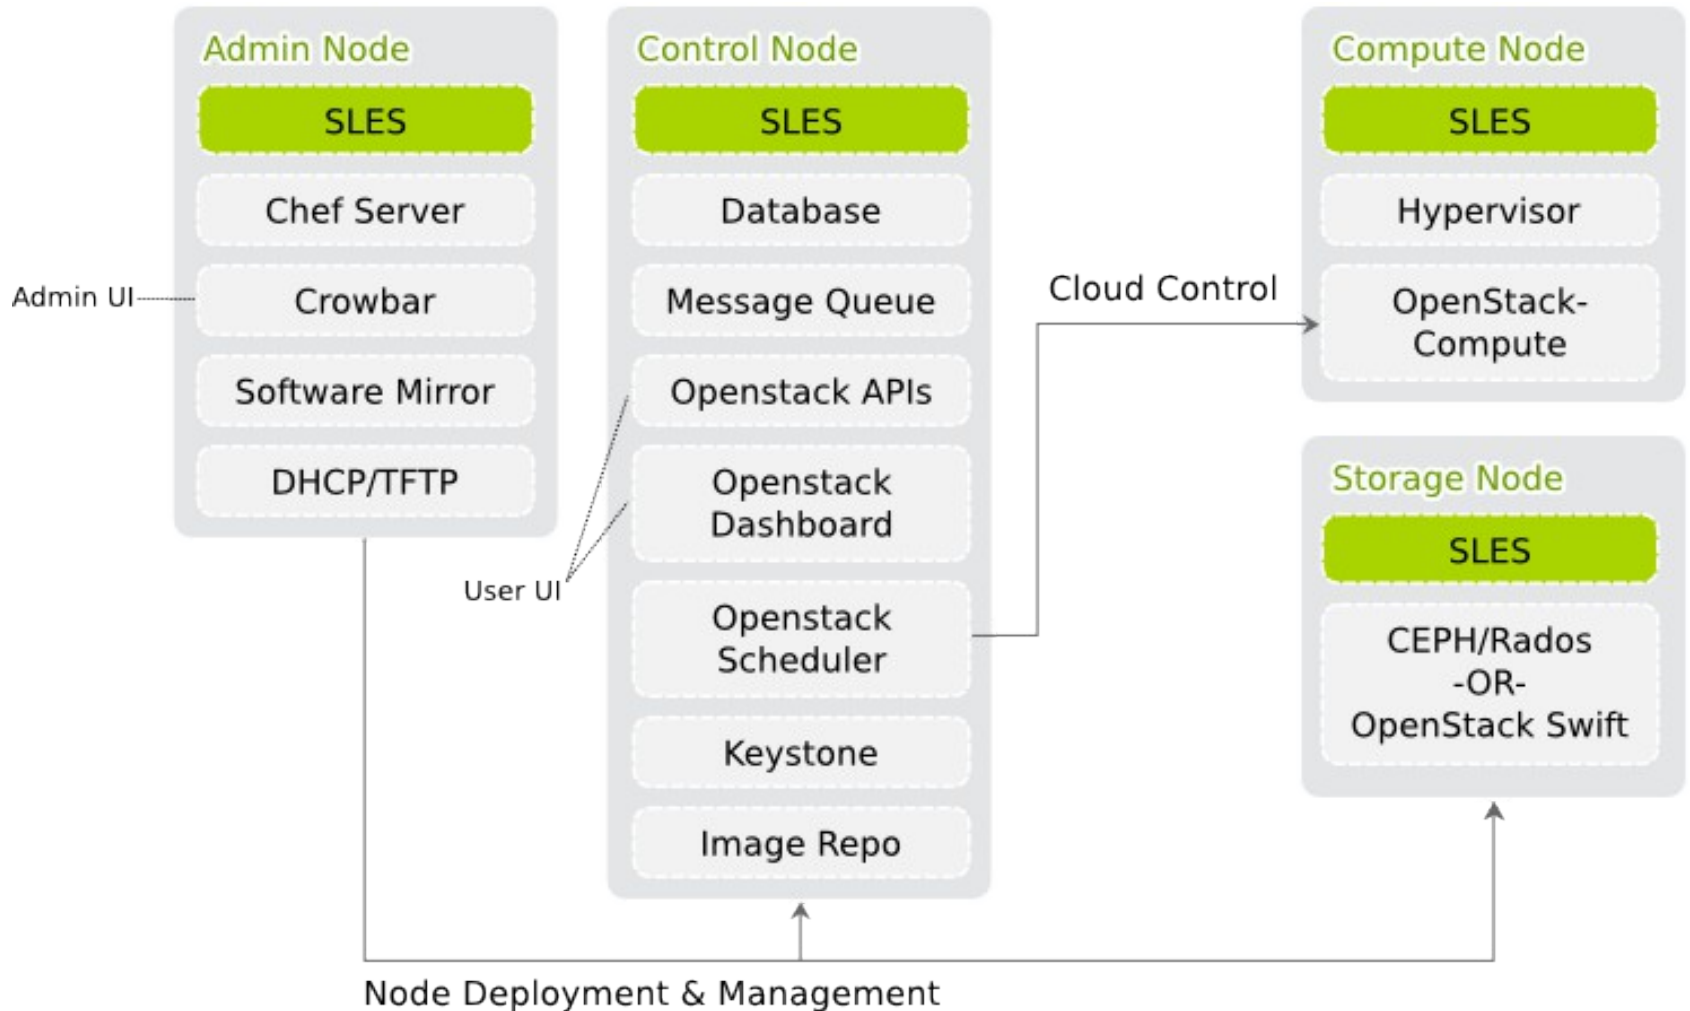 Admin Node
SLES
Chef Server
Crowbar
Software Mirror
DHCP/TFTP
Admin UI
Control Node
SLES
Database
Message Queue
Openstack APIs
Openstack
Dashboard
Openstack
Scheduler
Keystone
Image Repo
User UI
Cloud Control
Compute Node
SLES
Hypervisor
OpenStack-
Compute
Storage Node
SLES
CEPH/Rados
-OR-
OpenStack Swift
Node Deployment & Management